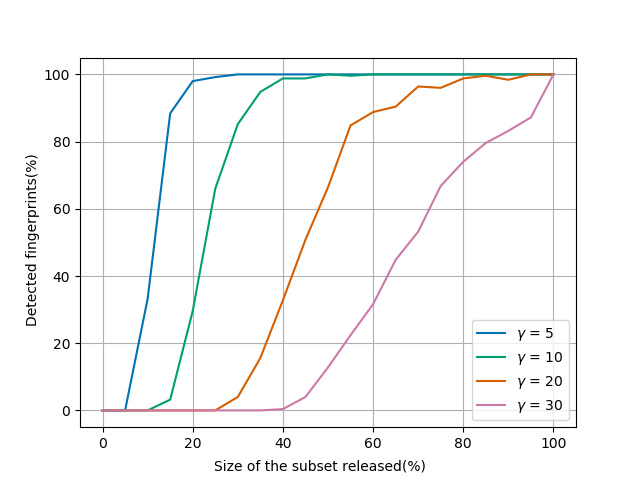 100
80
60
40
20
0
Detected fingerprints(%)
0 20 40 60 80 100
Size of the subset released(%)
γ = 5
γ = 10
γ = 20
γ = 30